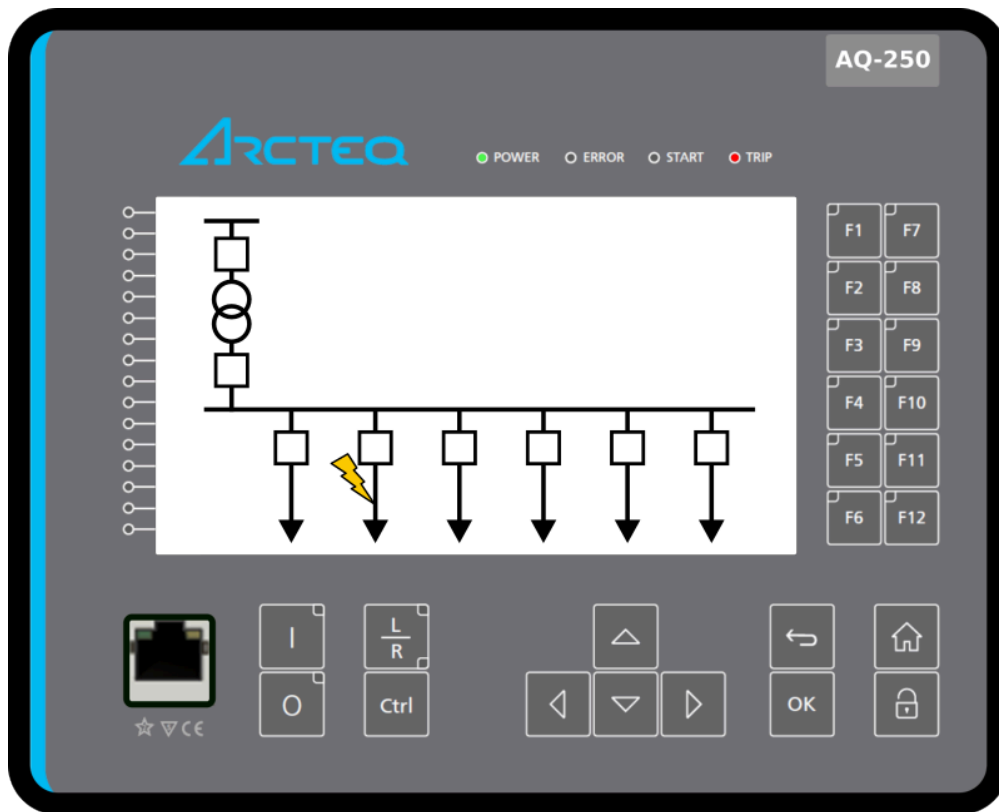 AQ-250
ARCTEQ
POWER ERROR START TRIP
F1 F7
F2 F8
F3 F9
F4 F10
F5 F11
F6 F12
I
L
R
O
Ctrl
OK
CE